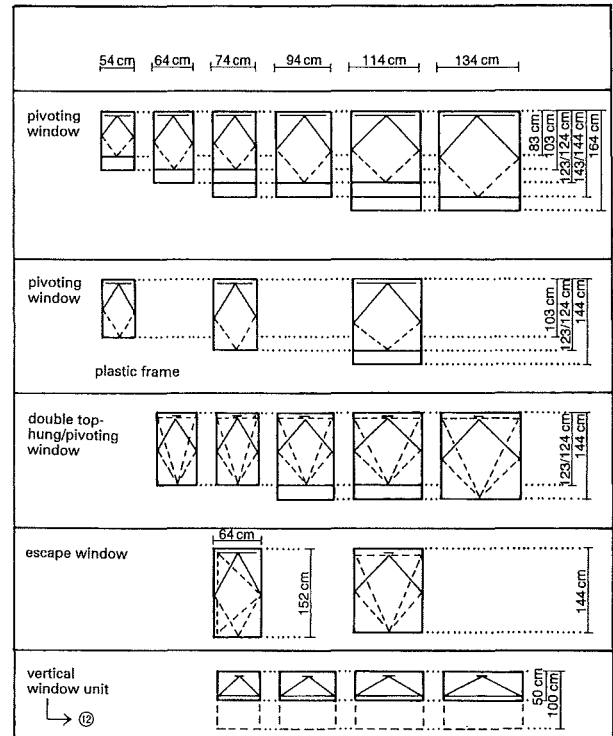 54 cm 64 cm 74 cm 94 cm 114 cm 134 cm
pivoting
window
83 cm
103 cm
123/124 cm
143/144 cm
164 cm
pivoting
window
plastic frame
103 cm
123/124 cm
144 cm
double top-
hung/pivoting
window
123/124 cm
144 cm
escape window
64 cm
152 cm
144 cm
vertical
window unit
⑫
50 cm
100 cm